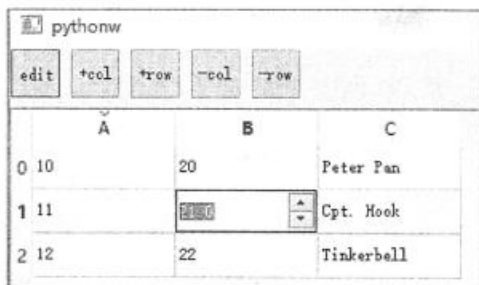 pythonw
edit +col +row -col -row
A B C
0 10 20 Peter Pan
1 11 Cpt. Hook
2 12 22 Tinkerbell